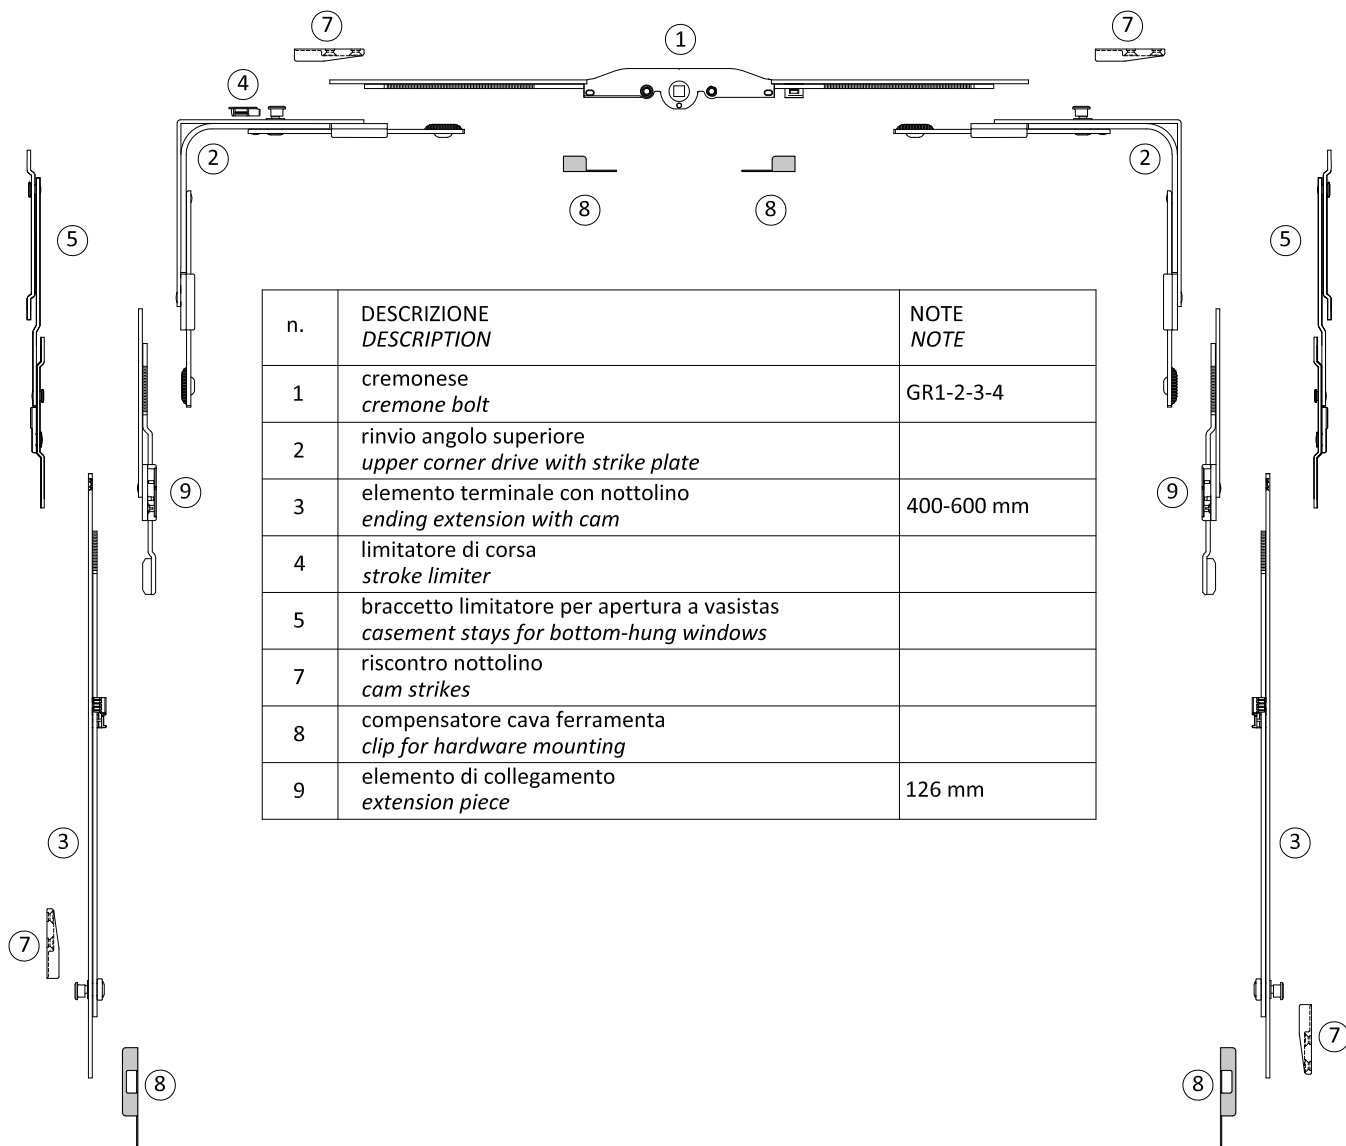 7
7
1
4
2
2
8
8
5
5
n.
DESCRIZIONE
DESCRIPTION
NOTE
NOTE
1
cremonese
cremone bolt
GR1-2-3-4
2
rinvio angolo superiore
upper corner drive with strike plate
3
elemento terminale con nottolino
ending extension with cam
400-600 mm
4
limitatore di corsa
stroke limiter
5
braccetto limitatore per apertura a vasistas
casement stays for bottom-hung windows
7
riscontro nottolino
cam strikes
8
compensatore cava ferramenta
clip for hardware mounting
9
elemento di collegamento
extension piece
126 mm
9
9
3
3
7
7
8
8